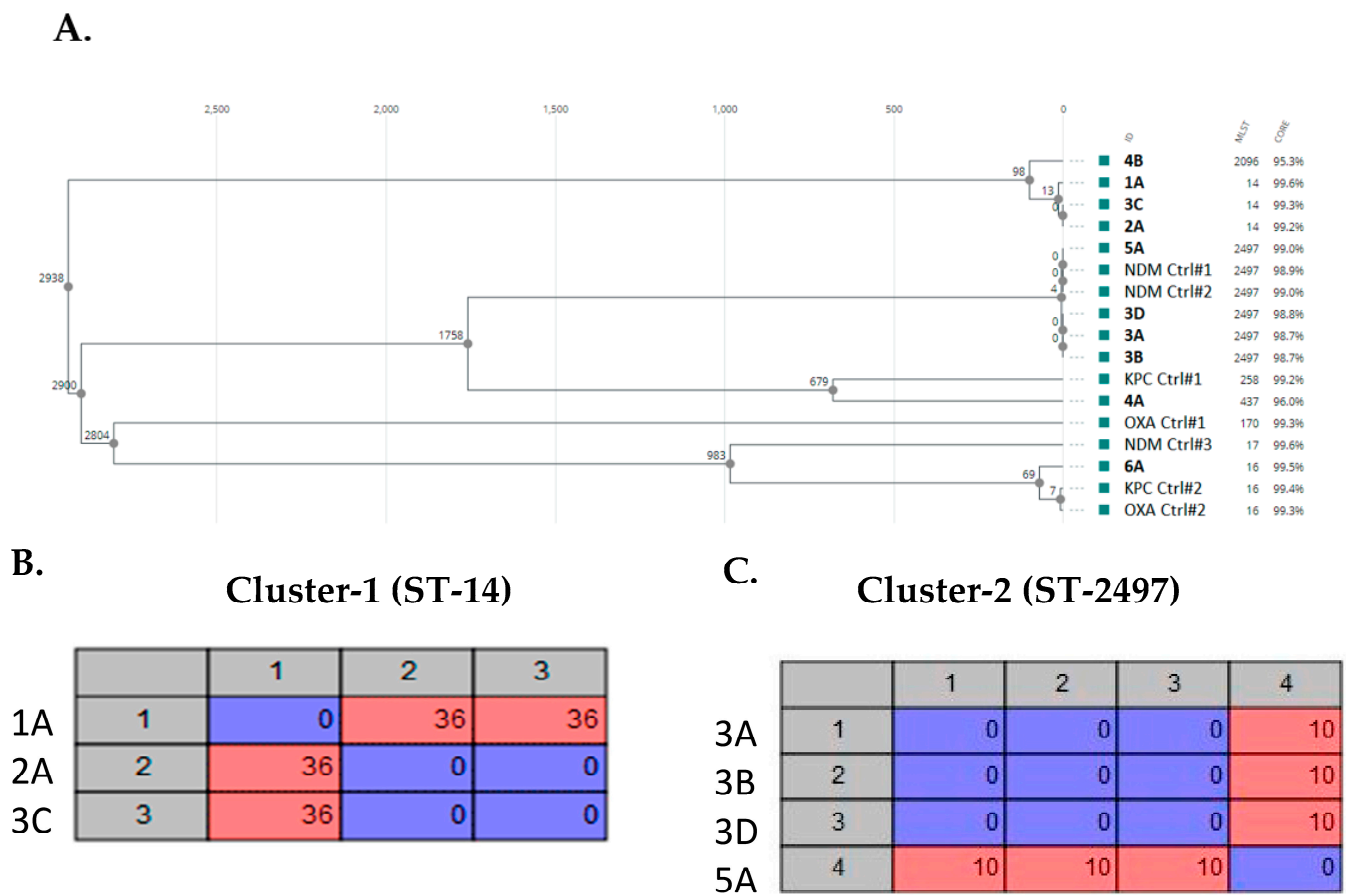 A.
2,500 2,000 1,500 1,000 500 0
ID MLST CORE
98 4B 2096 95.3%
13 1A 14 99.6%
0 3C 14 99.3%
2A 14 99.2%
0 5A 2497 99.0%
2938 0 NDM Ctrl#1 2497 98.9%
4 NDM Ctrl#2 2497 99.0%
0 3D 2497 98.8%
1758 0 3A 2497 98.7%
3B 2497 98.7%
2900 679 KPC Ctrl#1 258 99.2%
4A 437 96.0%
2804 OXA Ctrl#1 170 99.3%
983 NDM Ctrl#3 17 99.6%
69 6A 16 99.5%
7 KPC Ctrl#2 16 99.4%
OXA Ctrl#2 16 99.3%
B.
Cluster-1 (ST-14)
1 2 3
1A 1 0 36 36
2A 2 36 0 0
3C 3 36 0 0
C.
Cluster-2 (ST-2497)
1 2 3 4
3A 1 0 0 0 10
3B 2 0 0 0 10
3D 3 0 0 0 10
5A 4 10 10 10 0